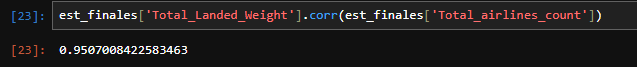 [23]: est_finales['Total_Landed_Weight'].corr(est_finales['Total_airlines_count'])
[23]: 0.9507008422583463